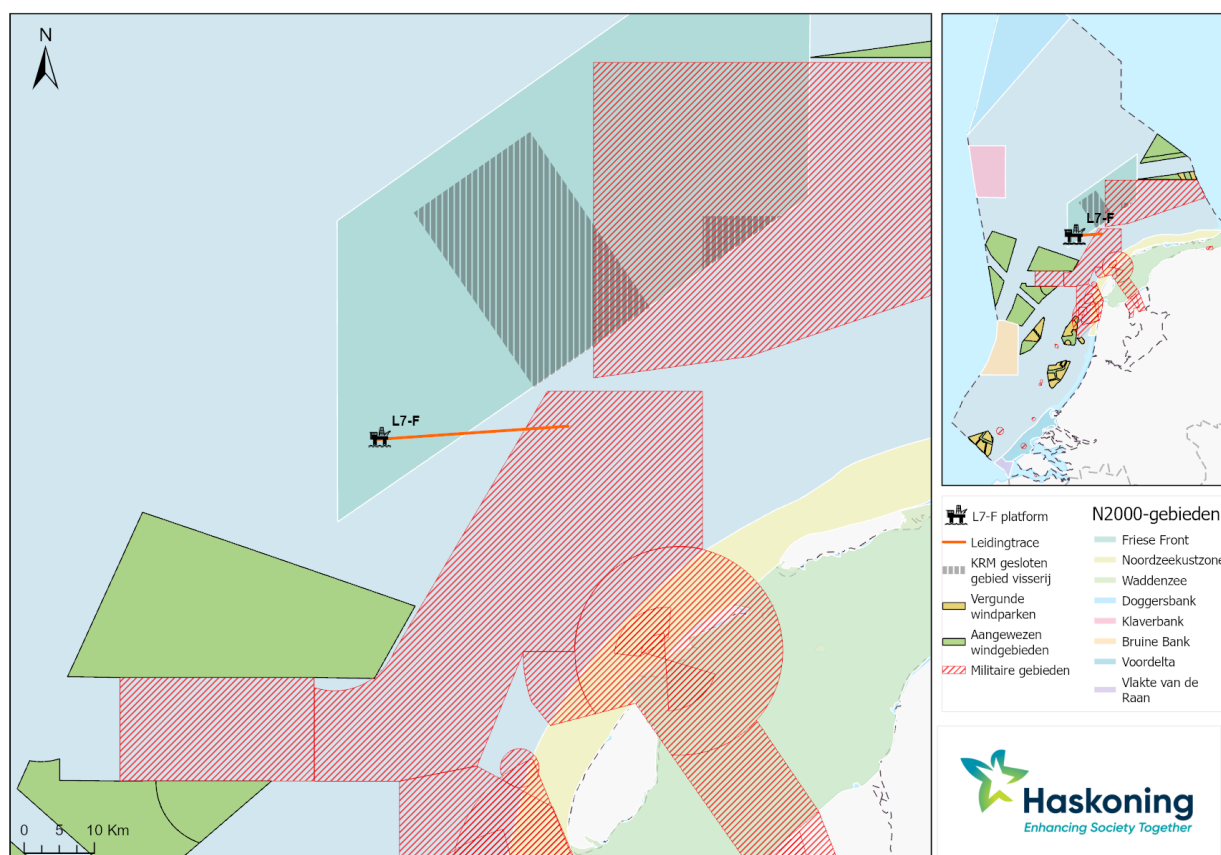 N
L7-F
0 5 10 Km
L7-F
L7-F platform
Leidingtrace
KRM gesloten
gebied visserij
Vergunde
windparken
Aangewezen
windgebieden
Militaire gebieden
N2000-gebieden
Friese Front
Noordzeekustzone
Waddenzee
Doggersbank
Klaverbank
Bruine Bank
Voordelta
Vlakte van de
Raan
Haskoning
Enhancing Society Together